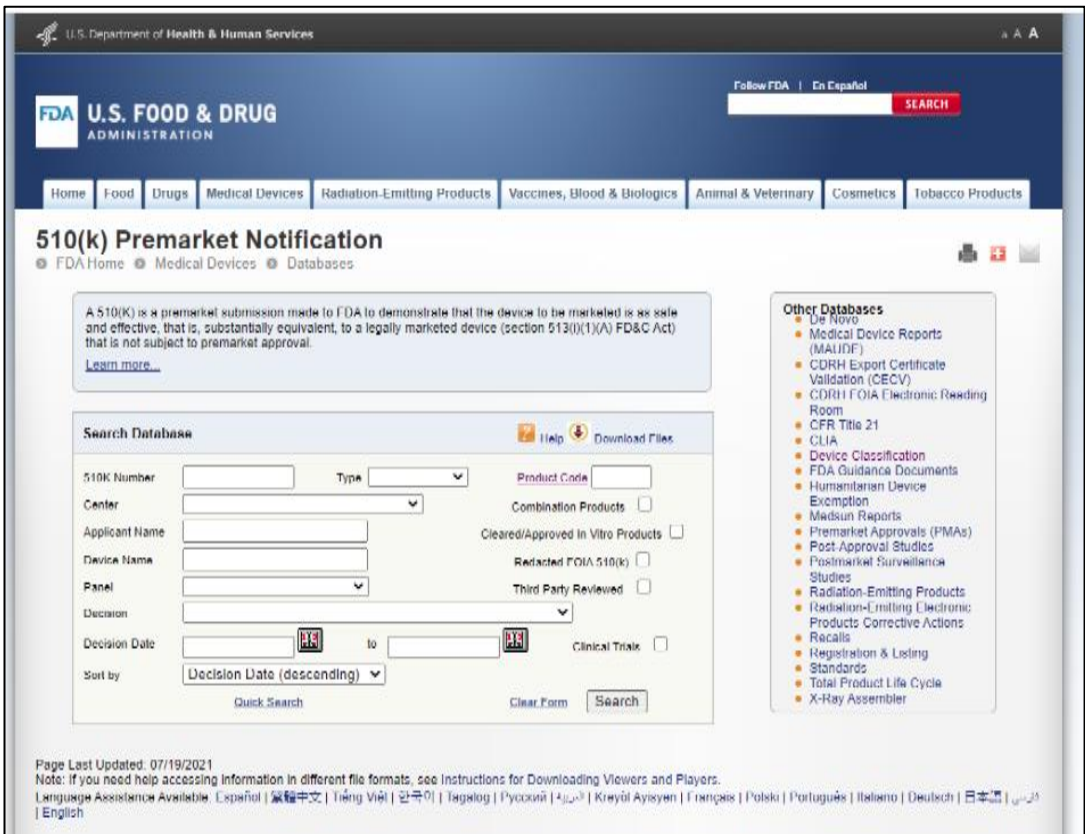 U.S. Department of Health & Human Services
a A A
Follow FDA | En Español
SEARCH
FDA
U.S. FOOD & DRUG
ADMINISTRATION
Home
Food
Drugs
Medical Devices
Radiation-Emitting Products
Vaccines, Blood & Biologics
Animal & Veterinary
Cosmetics
Tobacco Products
510(k) Premarket Notification
FDA Home
Medical Devices
Databases
A 510(K) is a premarket submission made to FDA to demonstrate that the device to be marketed is as safe
and effective, that is, substantially equivalent, to a legally marketed device (section 513(i)(1)(A) FD&C Act)
that is not subject to premarket approval.
Learn more...
Search Database
Help
Download Files
510K Number
Type
Product Code
Center
Combination Products
Applicant Name
Cleared/Approved In Vitro Products
Device Name
Redacted FOIA 510(k)
Panel
Third Party Reviewed
Decision
Decision Date
to
Clinical Trials
Sort by
Decision Date (descending)
Quick Search
Clear Form
Search
Other Databases
De Novo
Medical Device Reports
(MAUDE)
CDRH Export Certificate
Validation (CECV)
CDRH FOIA Electronic Reading
Room
CFR Title 21
CLIA
Device Classification
FDA Guidance Documents
Humanitarian Device
Exemption
Medsun Reports
Premarket Approvals (PMAs)
Post-Approval Studies
Postmarket Surveillance
Studies
Radiation-Emitting Products
Radiation-Emitting Electronic
Products Corrective Actions
Recalls
Registration & Listing
Standards
Total Product Life Cycle
X-Ray Assembler
Page Last Updated: 07/19/2021
Note: If you need help accessing information in different file formats, see Instructions for Downloading Viewers and Players.
Language Assistance Available: Español | 繁體中文 | Tiếng Việt | 한국어 | Tagalog | Русский | العربية | Kreyòl Ayisyen | Français | Polski | Português | Italiano | Deutsch | 日本語 | فارسی
| English